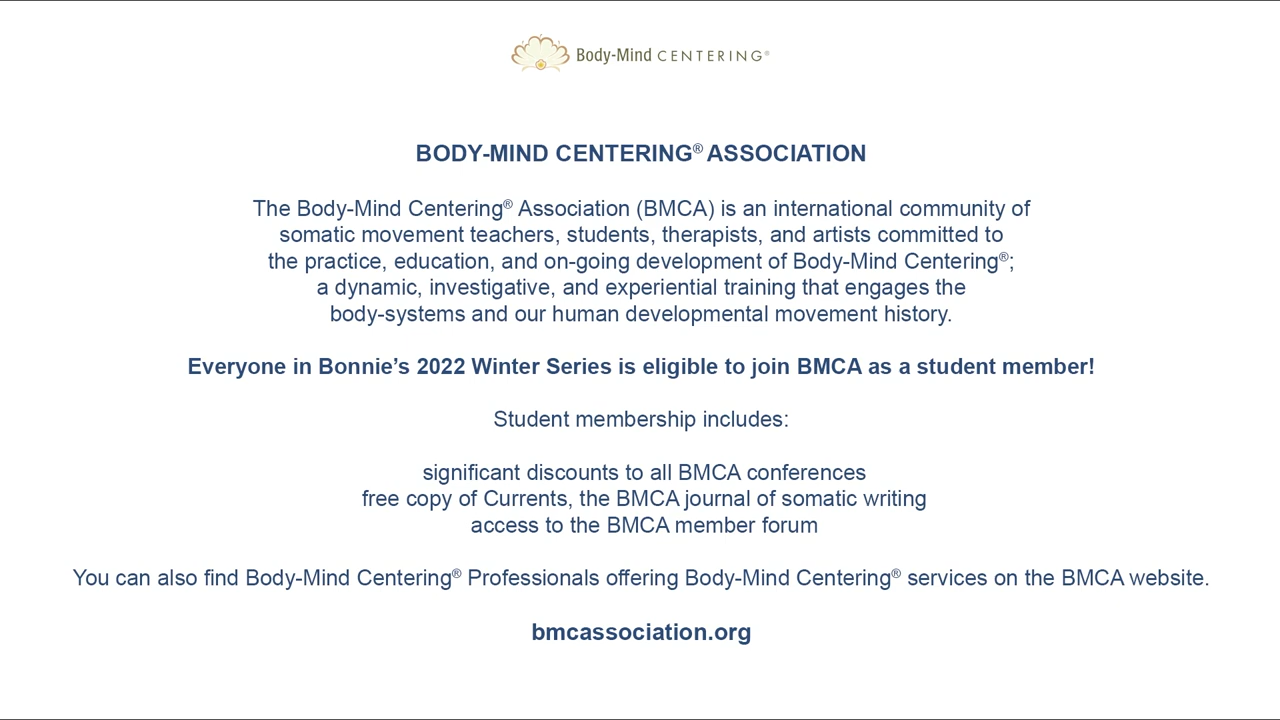 Body-Mind CENTERING®
BODY-MIND CENTERING® ASSOCIATION
The Body-Mind Centering® Association (BMCA) is an international community of
somatic movement teachers, students, therapists, and artists committed to
the practice, education, and on-going development of Body-Mind Centering®;
a dynamic, investigative, and experiential training that engages the
body-systems and our human developmental movement history.
Everyone in Bonnie’s 2022 Winter Series is eligible to join BMCA as a student member!
Student membership includes:
significant discounts to all BMCA conferences
free copy of Currents, the BMCA journal of somatic writing
access to the BMCA member forum
You can also find Body-Mind Centering® Professionals offering Body-Mind Centering® services on the BMCA website.
bmcassociation.org